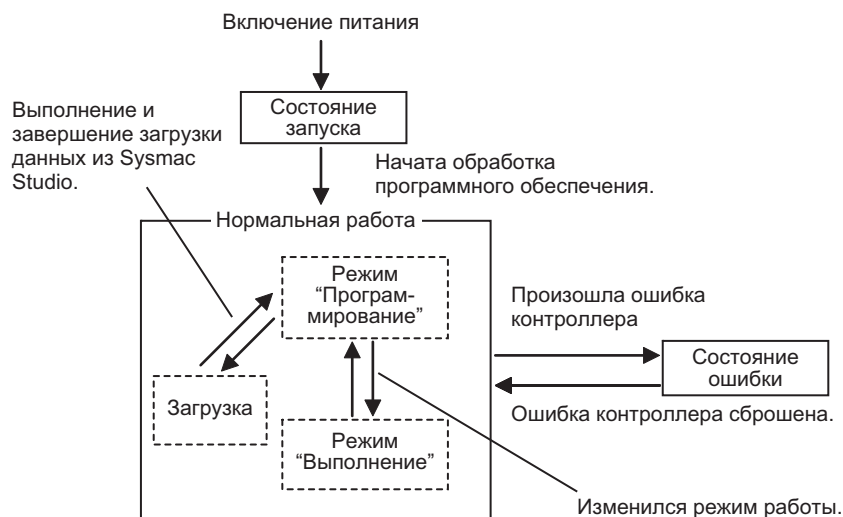 Включение питания
Состояние
запуска
Выполнение и
завершение загрузки
данных из Sysmac
Studio.
Начата обработка
программного обеспечения.
Нормальная работа
Режим
“Програм-
мирование”
Загрузка
Режим
“Выполнение”
Произошла ошибка
контроллера
Состояние
ошибки
Ошибка контроллера сброшена.
Изменился режим работы.